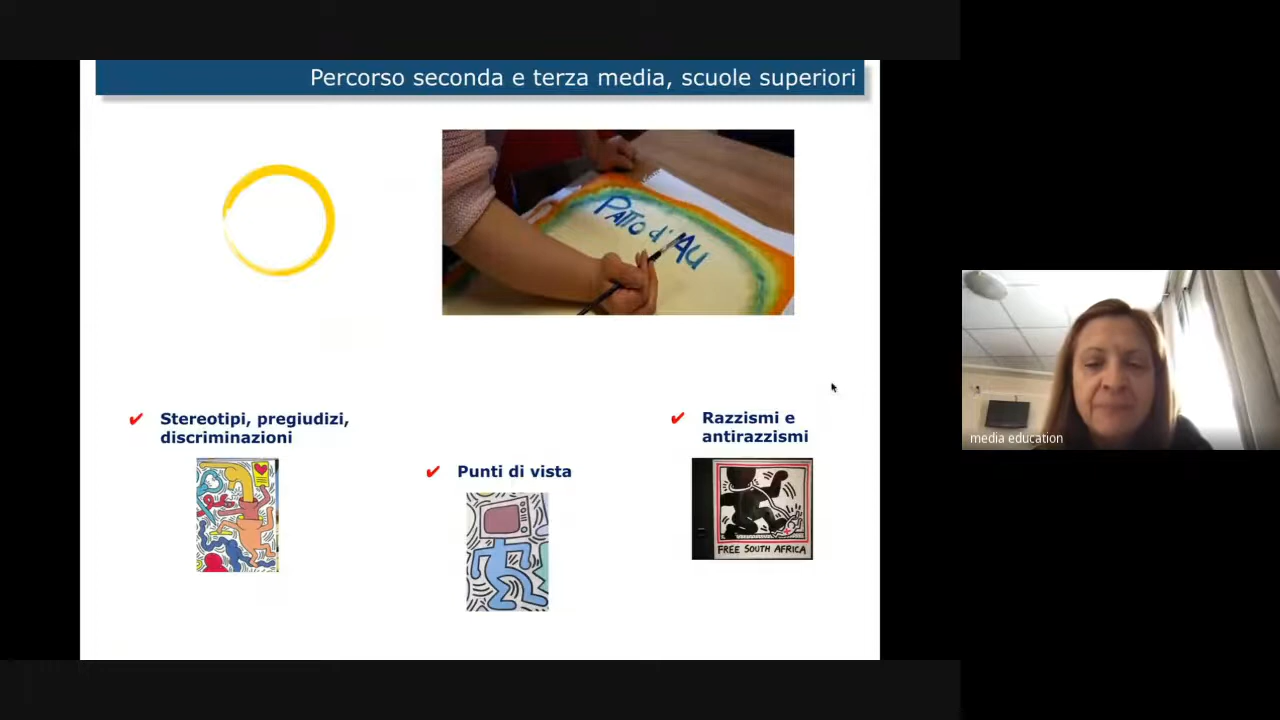 Percorso seconda e terza media, scuole superiori
PATTO d'AU
✔ Stereotipi, pregiudizi,
discriminazioni
✔ Punti di vista
✔ Razzismi e
antirazzismi
FREE SOUTH AFRICA
media education